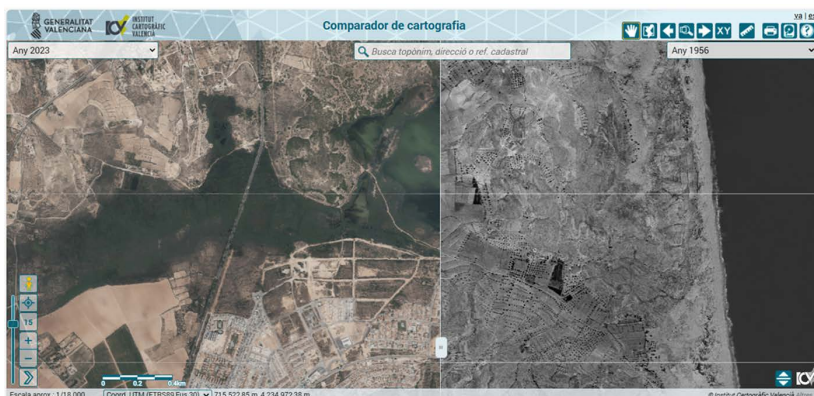 va | es
GENERALITAT
VALENCIANA
ICV
INSTITUT
CARTOGRÀFIC
VALENCIÀ
Comparador de cartografia
XY
Any 2023
Busca topònim, direcció o ref. cadastral
Any 1956
15
+
−
0 0.2 0.4km
Escala aprox.: 1/18.000
Coord. UTM (ETRS89 Fus 30)
715.522,85 m, 4.234.972,38 m
© Institut Cartogràfic Valencià